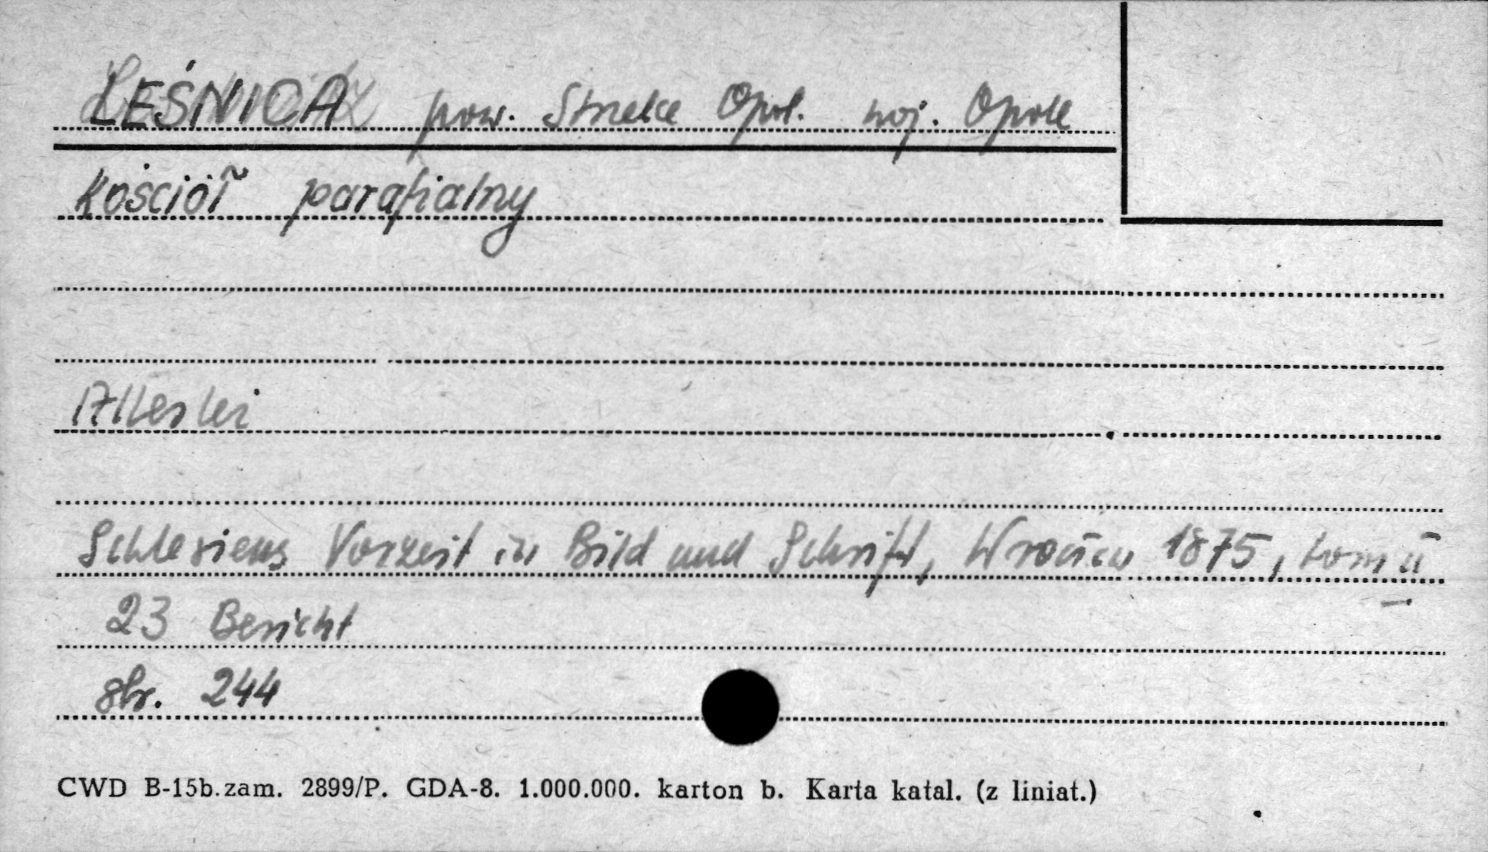 LEŚNICA pow. Strzelce Opol. woj. Opole
Kościół parafialny
Schlesiens Vorzeit in Bild und Schrift, Wrocław 1875, tom II
23 Bericht
str. 244
CWD B-15b.zam. 2899/P. GDA-8. 1.000.000. karton b. Karta katal. (z liniat.)